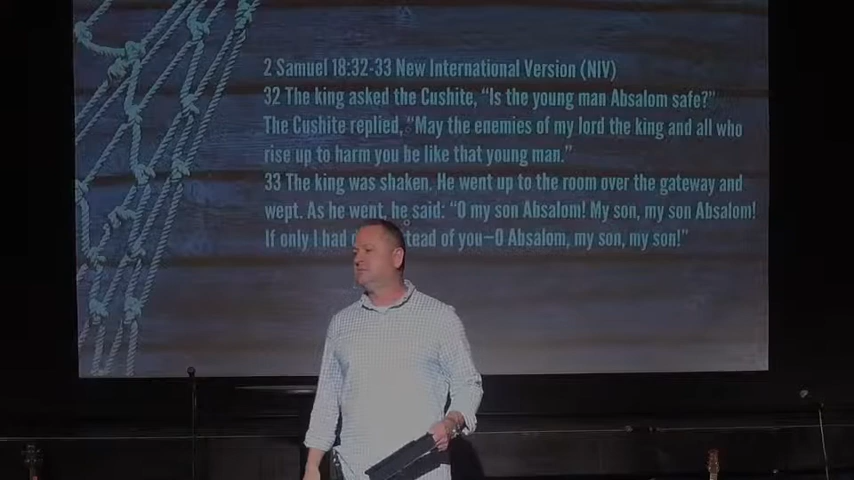 2 Samuel 18:32-33 New International Version (NIV)
32 The king asked the Cushite, "Is the young man Absalom safe?"
The Cushite replied, "May the enemies of my lord the king and all who
rise up to harm you be like that young man."
33 The king was shaken. He went up to the room over the gateway and
wept. As he went, he said: "O my son Absalom! My son, my son Absalom!
If only I had instead of you—O Absalom, my son, my son!"